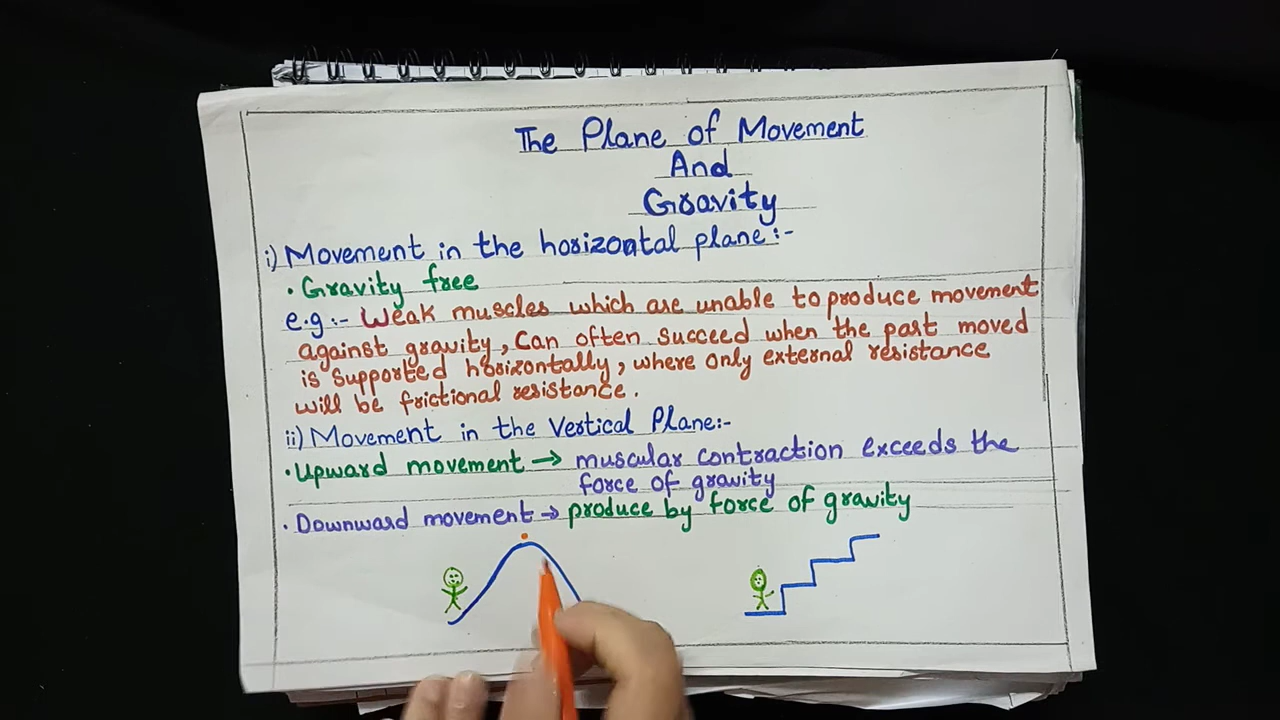 The Plane of Movement
And
Gravity
i) Movement in the horizontal plane:-
• Gravity free
e.g:- Weak muscles which are unable to produce movement
against gravity, Can often succeed when the part moved
is supported horizontally, where only external resistance
will be frictional resistance.
ii) Movement in the Vertical Plane:-
• Upward movement → muscular contraction exceeds the
force of gravity
• Downward movement → produce by force of gravity